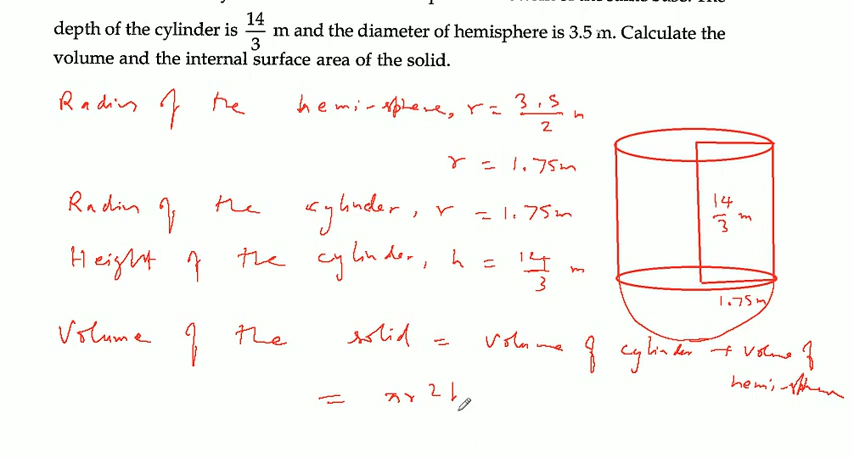 depth of the cylinder is 14/3 m and the diameter of hemisphere is 3.5 m. Calculate the
volume and the internal surface area of the solid.
Radius of the hemi-sphere, r = 3.5/2 m
r = 1.75m
Radius of the cylinder, r = 1.75m
Height of the cylinder, h = 14/3 m
14/3 m
1.75m
Volume of the solid = volume of cylinder + volume of
hemi-sphere
= πr2h